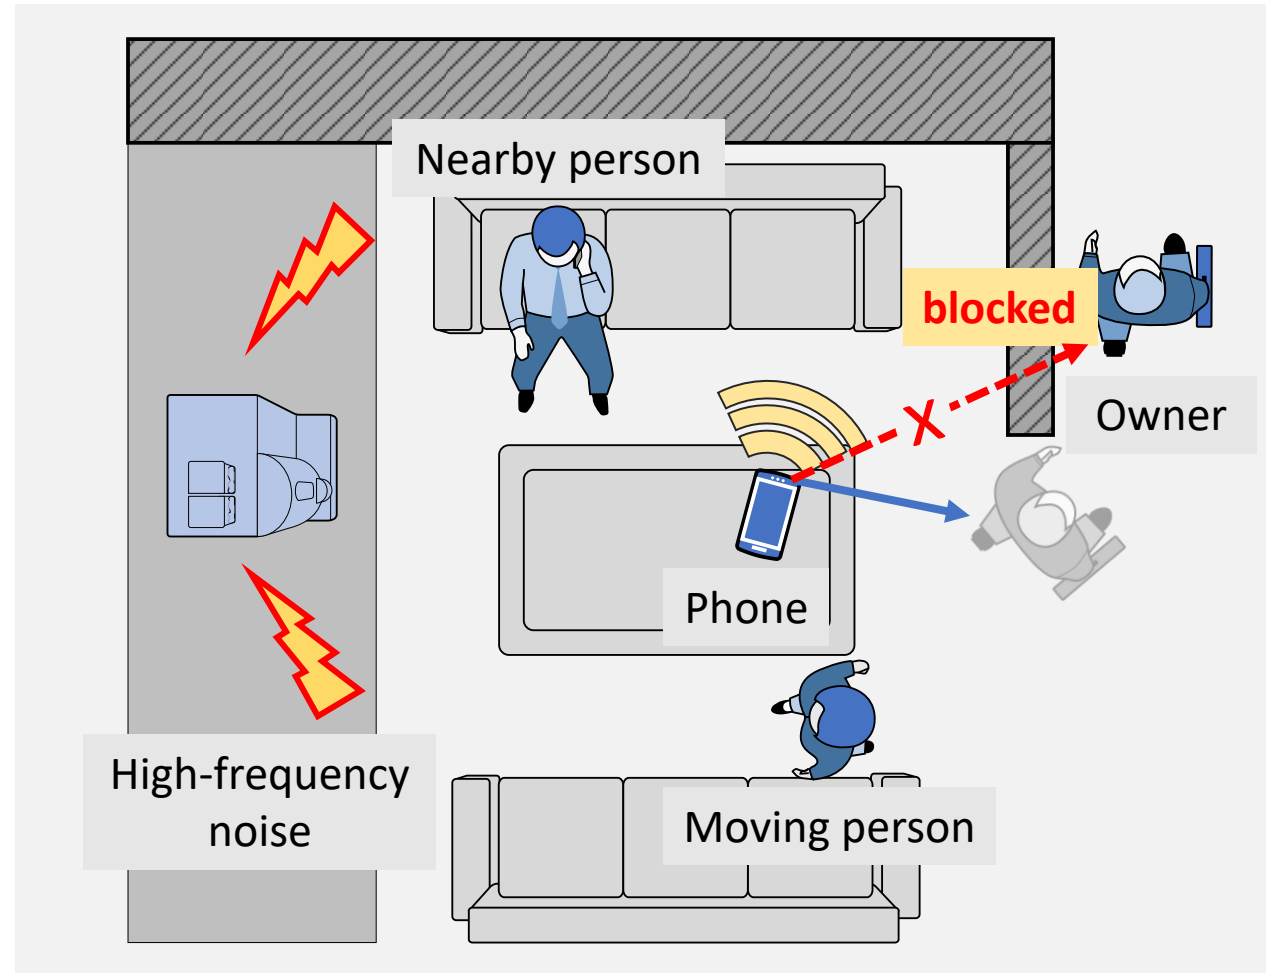 Nearby person
blocked
X
Owner
Phone
High-frequency
noise
Moving person